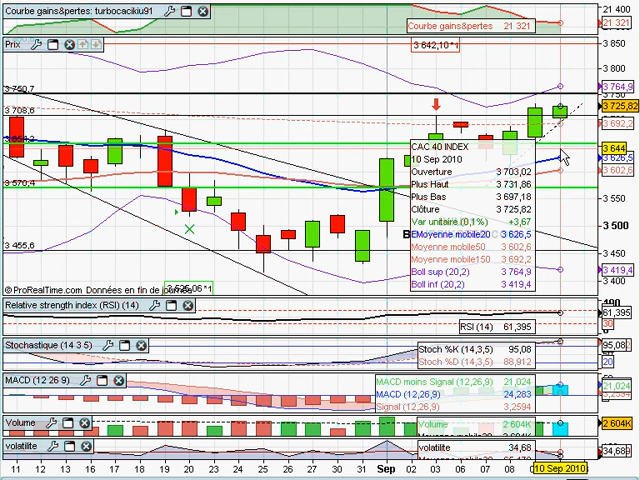 Courbe gains&pertes: turbocacikiu91
21 400
Courbe gains&pertes 21 321
21 321
Prix
3 642,10*1
3 850
3 800
3 764,9
3 750,7
3 750
3 708,6
3 725,82
3 692,2
3 644
3 626,5
3 602,6
3 570,4
3 550
3 500
3 455,6
3 450
3 419,4
3 400
CAC 40 INDEX
10 Sep 2010
Ouverture 3 703,02
Plus Haut 3 731,86
Plus Bas 3 697,18
Clôture 3 725,82
Var unitaire (0,1%) +3,67
Moyenne mobile20 3 626,5
Moyenne mobile50 3 602,6
Moyenne mobile150 3 692,2
Boll sup (20,2) 3 764,9
Boll inf (20,2) 3 419,4
© ProRealTime.com Données en fin de journée
Relative strength index (RSI) (14)
RSI (14) 61,395
61,395
30
Stochastique (14 3 5)
Stoch %K (14,3,5) 95,08
Stoch %D (14,3,5) 88,912
95,08
20
MACD (12 26 9)
MACD moins Signal (12,26,9) 21,024
MACD (12,26,9) 24,283
Signal (12,26,9) 3,2594
21,024
3,2594
Volume
Volume 2 604K
2 604K
volatilite
volatilite 34,68
34,689
11 12 13 16 17 18 19 20 23 24 25 26 27 30 31 Sep 02 03 06 07 08 10 Sep 2010